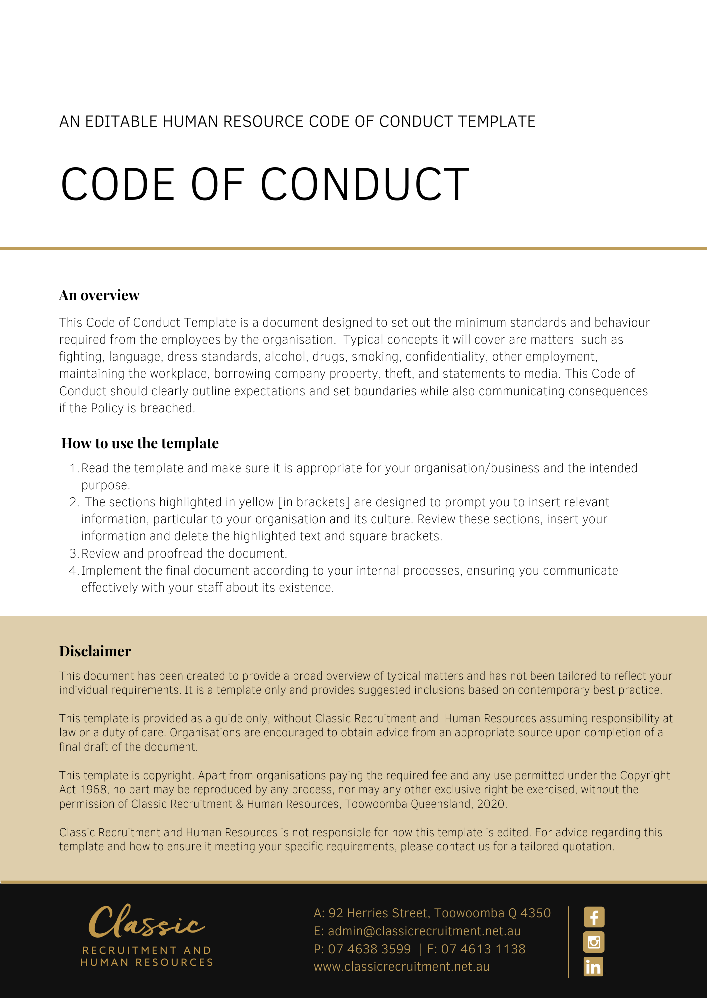 AN EDITABLE HUMAN RESOURCE CODE OF CONDUCT TEMPLATE
CODE OF CONDUCT
An overview
This Code of Conduct Template is a document designed to set out the minimum standards and behaviour
required from the employees by the organisation.  Typical concepts it will cover are matters  such as
fighting, language, dress standards, alcohol, drugs, smoking, confidentiality, other employment,
maintaining the workplace, borrowing company property, theft, and statements to media. This Code of
Conduct should clearly outline expectations and set boundaries while also communicating consequences
if the Policy is breached.
How to use the template
1. Read the template and make sure it is appropriate for your organisation/business and the intended
purpose.
2.  The sections highlighted in yellow [in brackets] are designed to prompt you to insert relevant
information, particular to your organisation and its culture. Review these sections, insert your
information and delete the highlighted text and square brackets.
3. Review and proofread the document.
4. Implement the final document according to your internal processes, ensuring you communicate
effectively with your staff about its existence.
Disclaimer
This document has been created to provide a broad overview of typical matters and has not been tailored to reflect your
individual requirements. It is a template only and provides suggested inclusions based on contemporary best practice.
This template is provided as a guide only, without Classic Recruitment and  Human Resources assuming responsibility at
law or a duty of care. Organisations are encouraged to obtain advice from an appropriate source upon completion of a
final draft of the document.
This template is copyright. Apart from organisations paying the required fee and any use permitted under the Copyright
Act 1968, no part may be reproduced by any process, nor may any other exclusive right be exercised, without the
permission of Classic Recruitment & Human Resources, Toowoomba Queensland, 2020.
Classic Recruitment and Human Resources is not responsible for how this template is edited. For advice regarding this
template and how to ensure it meeting your specific requirements, please contact us for a tailored quotation.
Classic
RECRUITMENT AND
HUMAN RESOURCES
A: 92 Herries Street, Toowoomba Q 4350
E: admin@classicrecruitment.net.au
P: 07 4638 3599  | F: 07 4613 1138
www.classicrecruitment.net.au
f
in